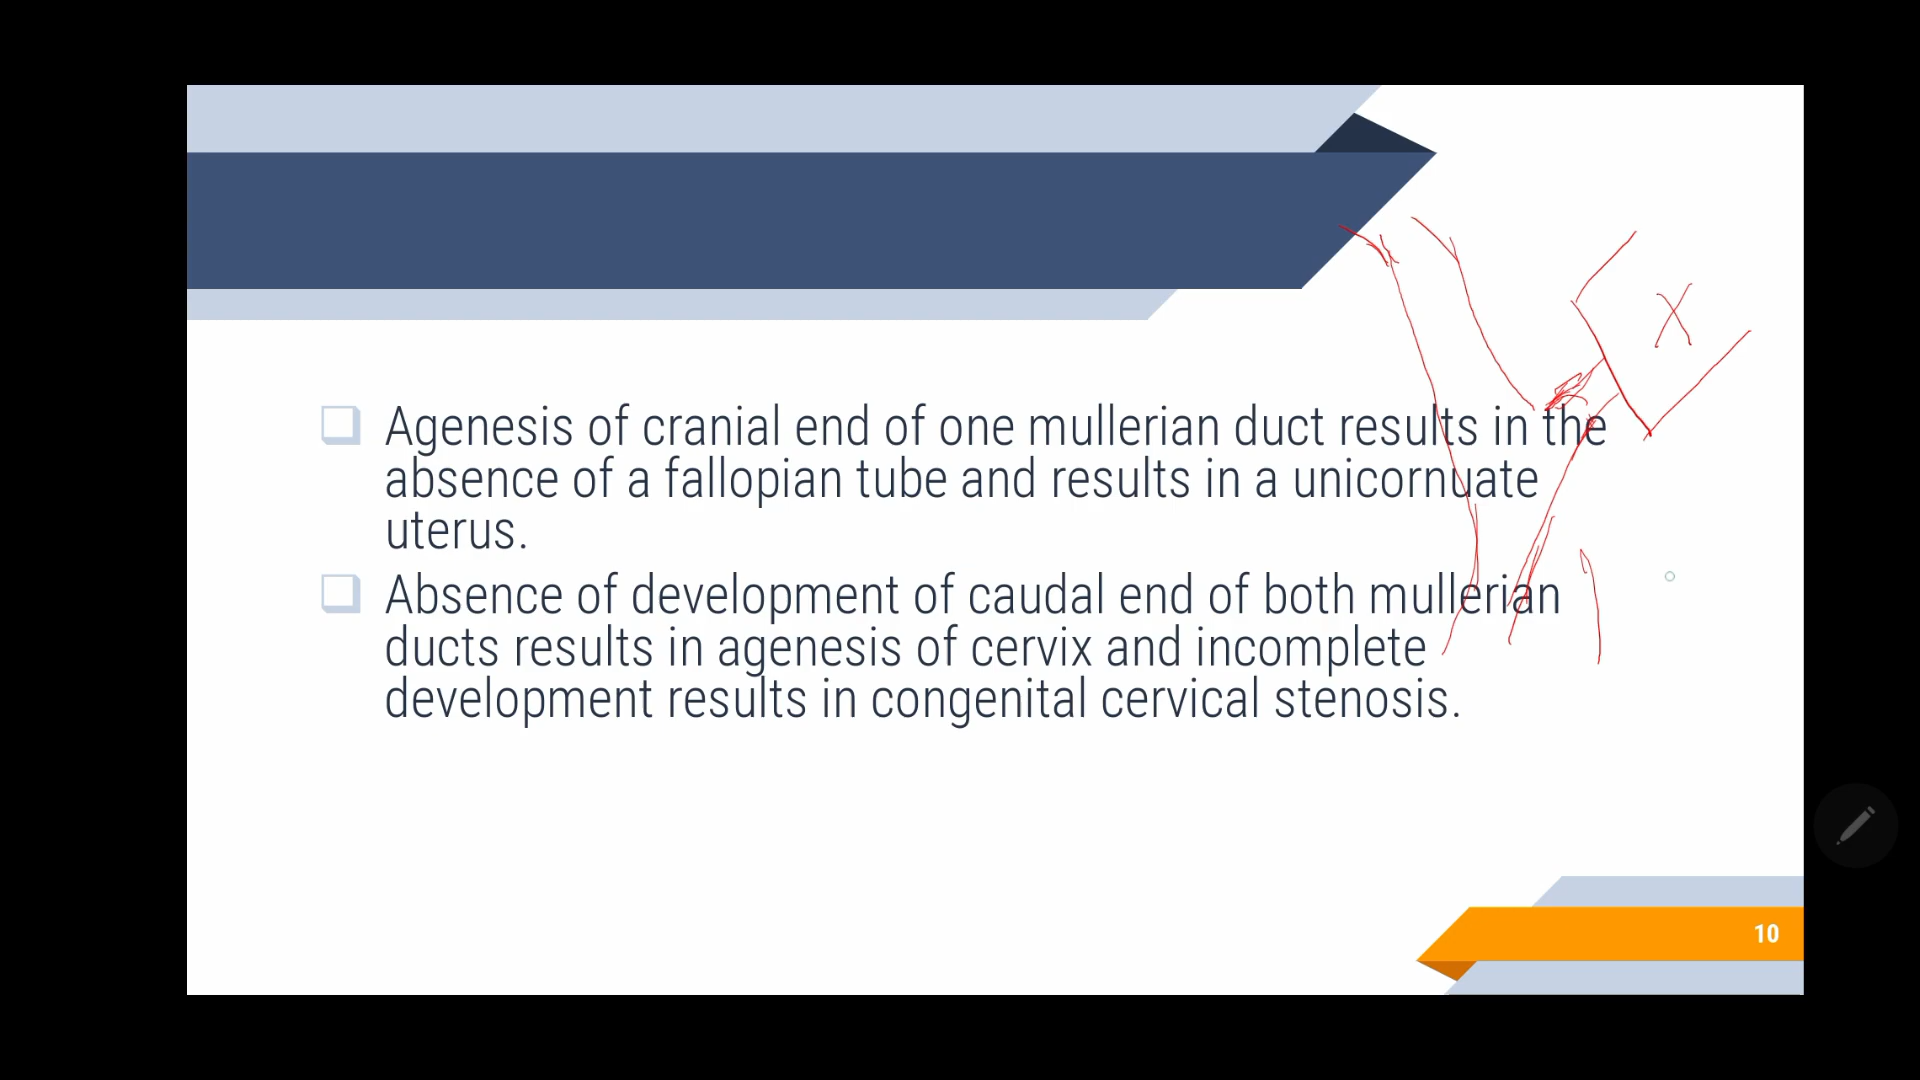 Agenesis of cranial end of one mullerian duct results in the
absence of a fallopian tube and results in a unicornuate
uterus.
Absence of development of caudal end of both mullerian
ducts results in agenesis of cervix and incomplete
development results in congenital cervical stenosis.
X
10